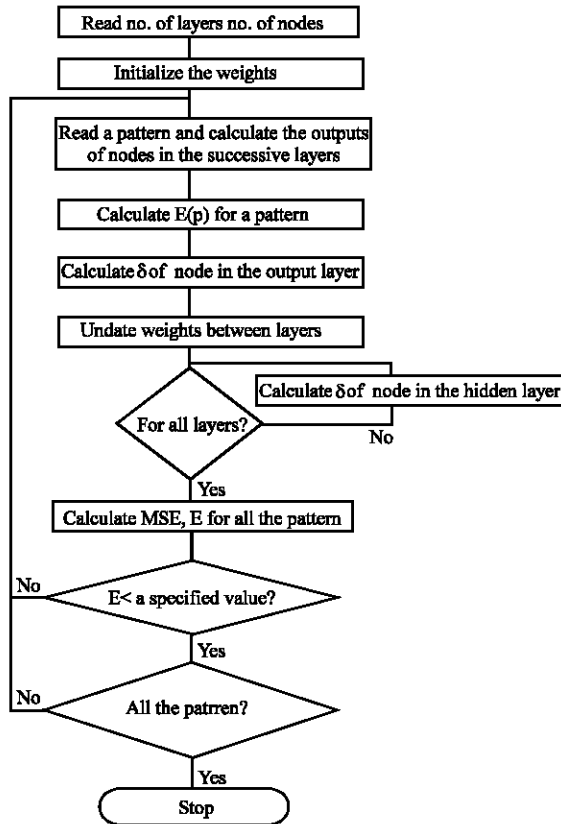 Read no. of layers no. of nodes
Initialize the weights
Read a pattern and calculate the outputs
of nodes in the successive layers
Calculate E(p) for a pattern
Calculate δ of node in the output layer
Undate weights between layers
Calculate δ of node in the hidden layer
For all layers?
No
Yes
Calculate MSE, E for all the pattern
No
E< a specified value?
Yes
No
All the patrren?
Yes
Stop